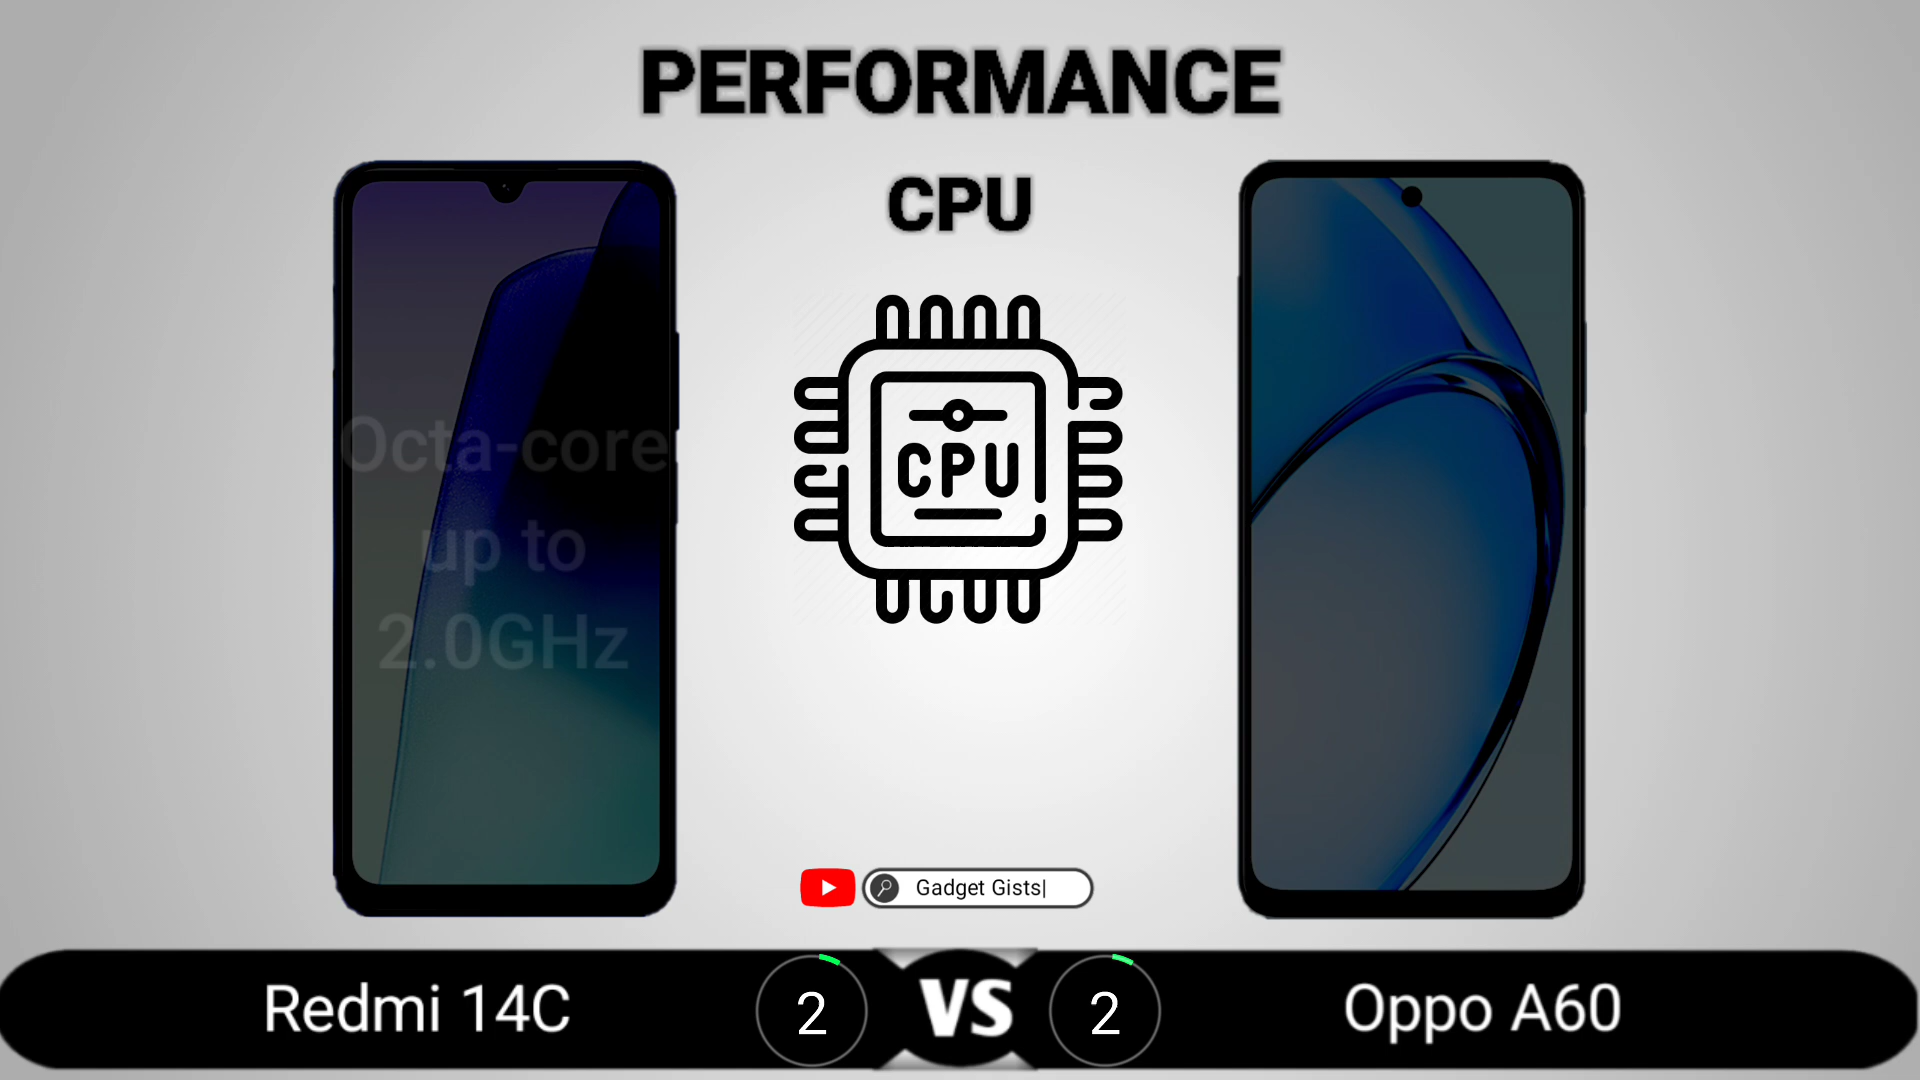 PERFORMANCE
CPU
Octa-core
up to
2.0GHz
CPU
Gadget Gists|
Redmi 14C
2
VS
2
Oppo A60